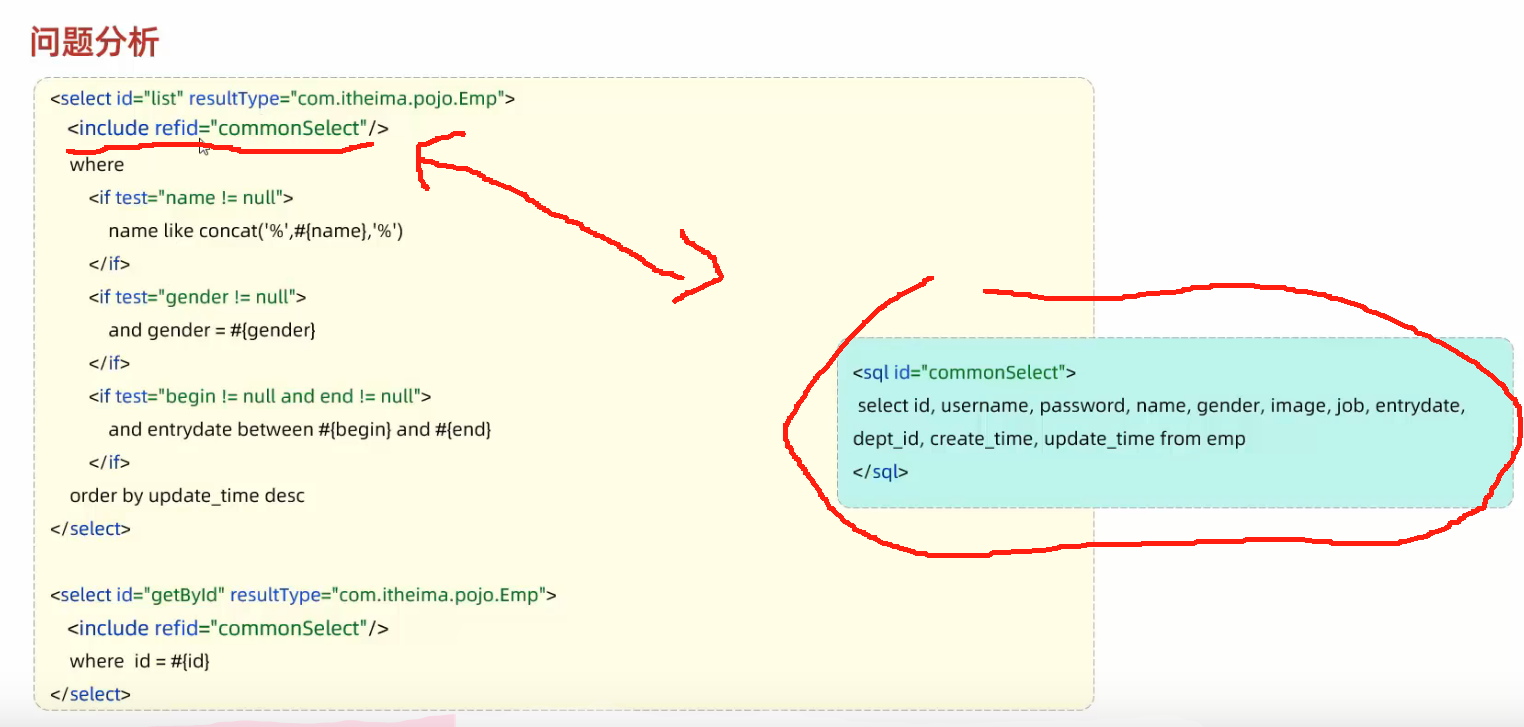 问题分析
<select id="list" resultType="com.itheima.pojo.Emp">
<include refid="commonSelect"/>
where
<if test="name != null">
name like concat('%',#{name},'%')
</if>
<if test="gender != null">
and gender = #{gender}
</if>
<if test="begin != null and end != null">
and entrydate between #{begin} and #{end}
</if>
order by update_time desc
</select>
<select id="getById" resultType="com.itheima.pojo.Emp">
<include refid="commonSelect"/>
where  id = #{id}
</select>
<sql id="commonSelect">
select id, username, password, name, gender, image, job, entrydate,
dept_id, create_time, update_time from emp
</sql>